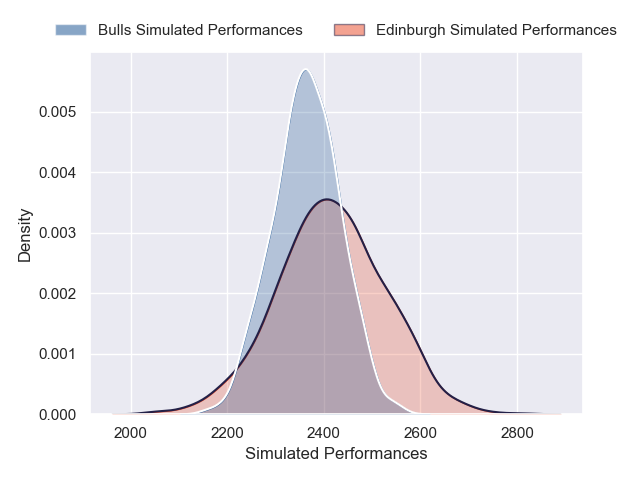 Bulls Simulated Performances Edinburgh Simulated Performances
0.005
0.004
0.003
0.002
0.001
0.000
Density
2000 2200 2400 2600 2800
Simulated Performances